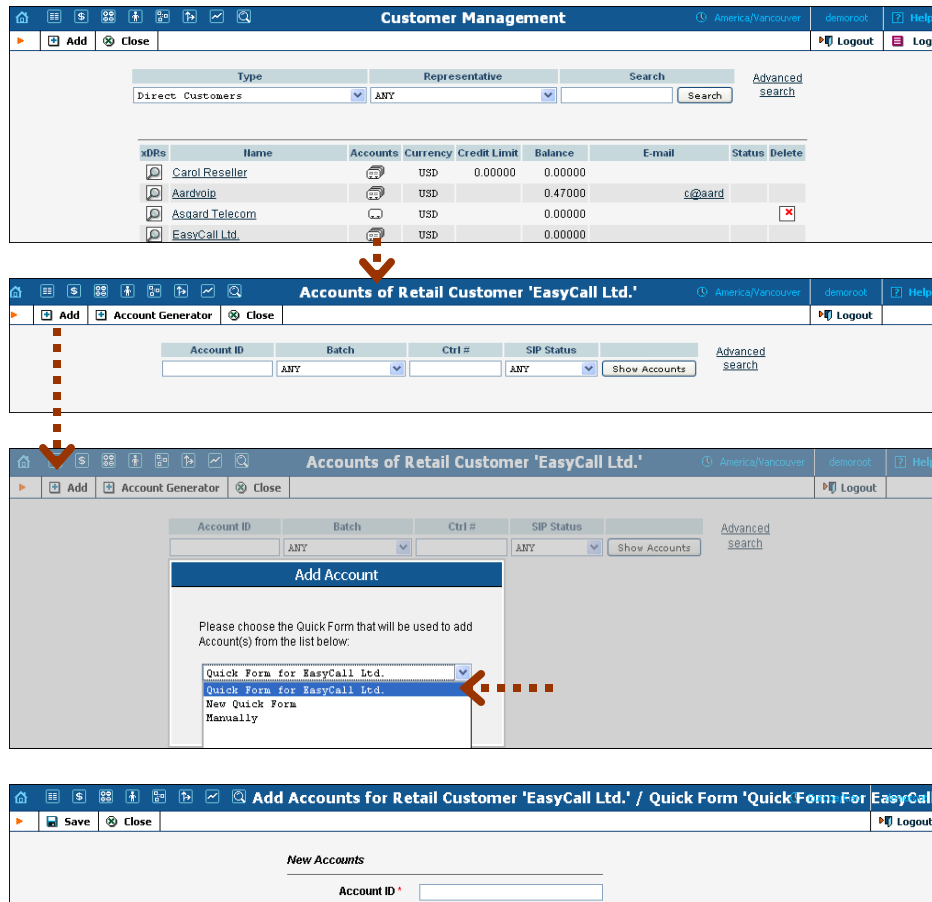 Customer Management America/Vancouver demoroot ? Help
Add Close Logout Log
Type Representative Search Advanced search
Direct Customers ANY Search
xDRs Name Accounts Currency Credit Limit Balance E-mail Status Delete
Carol Reseller USD 0.00000 0.00000
Aardvoip USD 0.47000 c@aard
Asgard Telecom USD 0.00000
EasyCall Ltd. USD 0.00000
Accounts of Retail Customer 'EasyCall Ltd.' America/Vancouver demoroot ? Help
Add Account Generator Close Logout
Account ID Batch Ctrl # SIP Status Advanced search
ANY ANY Show Accounts
Accounts of Retail Customer 'EasyCall Ltd.' America/Vancouver demoroot ? Help
Add Account Generator Close Logout
Account ID Batch Ctrl # SIP Status Advanced search
ANY ANY Show Accounts
Add Account
Please choose the Quick Form that will be used to add
Account(s) from the list below:
Quick Form for EasyCall Ltd.
Quick Form for EasyCall Ltd.
New Quick Form
Manually
Add Accounts for Retail Customer 'EasyCall Ltd.' / Quick Form 'Quick Form For EasyCall
Save Close Logout
New Accounts
Account ID *